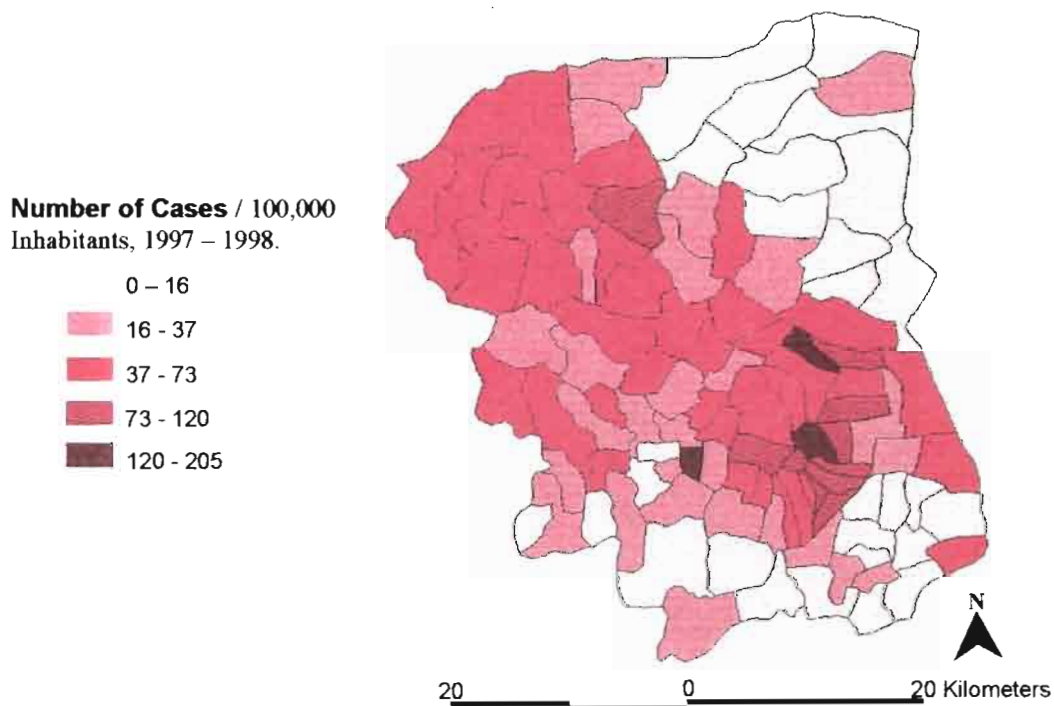 Number of Cases / 100,000
Inhabitants, 1997 – 1998.
0 – 16
16 - 37
37 - 73
73 - 120
120 - 205
N
20 0 20 Kilometers